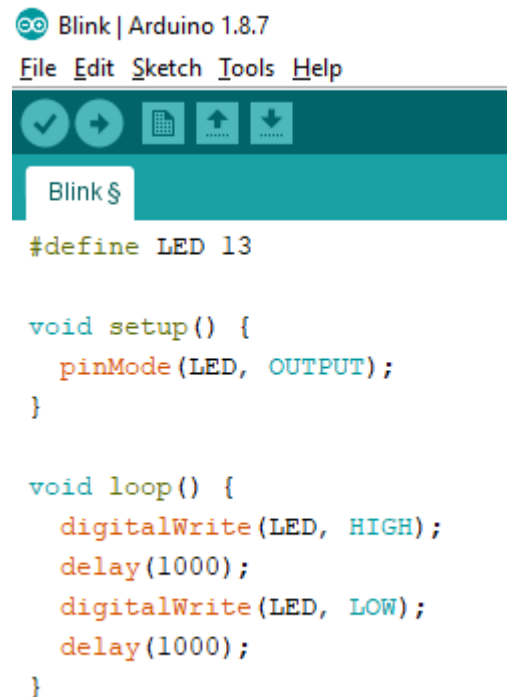 Blink | Arduino 1.8.7
File Edit Sketch Tools Help
Blink §
#define LED 13
void setup() {
  pinMode(LED, OUTPUT);
}
void loop() {
  digitalWrite(LED, HIGH);
  delay(1000);
  digitalWrite(LED, LOW);
  delay(1000);
}